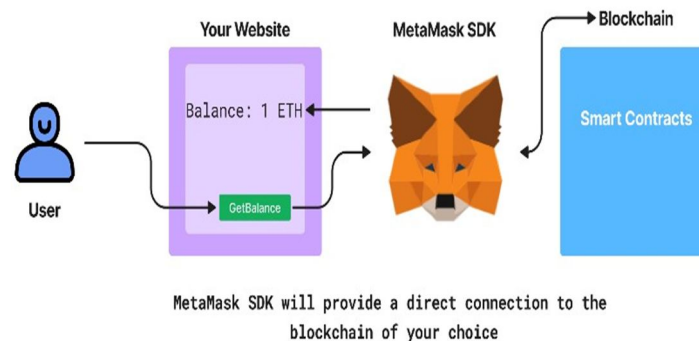 Your Website
MetaMask SDK
Blockchain
Balance: 1 ETH
Smart Contracts
User
GetBalance
MetaMask SDK will provide a direct connection to the
blockchain of your choice